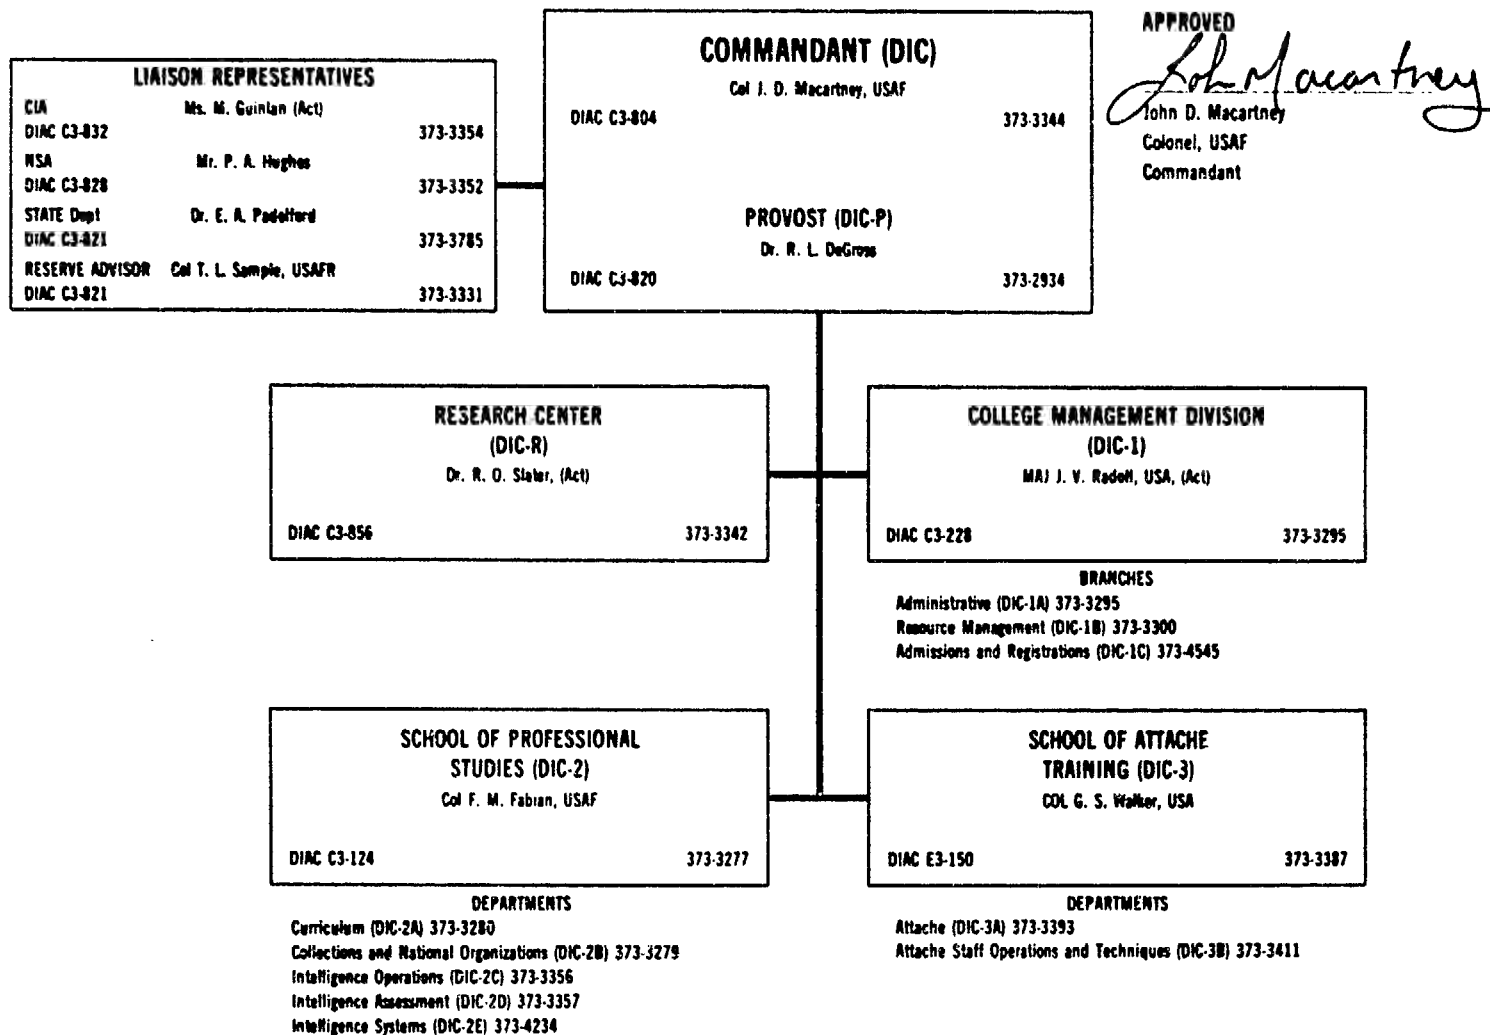 APPROVED
John Macartney
John D. Macartney
Colonel, USAF
Commandant
COMMANDANT (DIC)
Col J. D. Macartney, USAF
DIAC C3-804 373-3344
PROVOST (DIC-P)
Dr. R. L. DeGross
DIAC C3-820 373-2934
LIAISON REPRESENTATIVES
CIA Ms. M. Guinlan (Act)
DIAC C3-832 373-3354
NSA Mr. P. A. Hughes
DIAC C3-828 373-3352
STATE Dept Dr. E. A. Padelford
DIAC C3-821 373-3785
RESERVE ADVISOR Col T. L. Sample, USAFR
DIAC C3-821 373-3331
RESEARCH CENTER
(DIC-R)
Dr. R. O. Slater, (Act)
DIAC C3-856 373-3342
COLLEGE MANAGEMENT DIVISION
(DIC-1)
MAJ J. V. Radoff, USA, (Act)
DIAC C3-228 373-3295
BRANCHES
Administrative (DIC-1A) 373-3295
Resource Management (DIC-1B) 373-3300
Admissions and Registrations (DIC-1C) 373-4545
SCHOOL OF PROFESSIONAL
STUDIES (DIC-2)
Col F. M. Fabian, USAF
DIAC C3-124 373-3277
DEPARTMENTS
Curriculum (DIC-2A) 373-3280
Collections and National Organizations (DIC-2B) 373-3279
Intelligence Operations (DIC-2C) 373-3356
Intelligence Assessment (DIC-2D) 373-3357
Intelligence Systems (DIC-2E) 373-4234
SCHOOL OF ATTACHE
TRAINING (DIC-3)
COL G. S. Walker, USA
DIAC E3-150 373-3387
DEPARTMENTS
Attache (DIC-3A) 373-3393
Attache Staff Operations and Techniques (DIC-3B) 373-3411